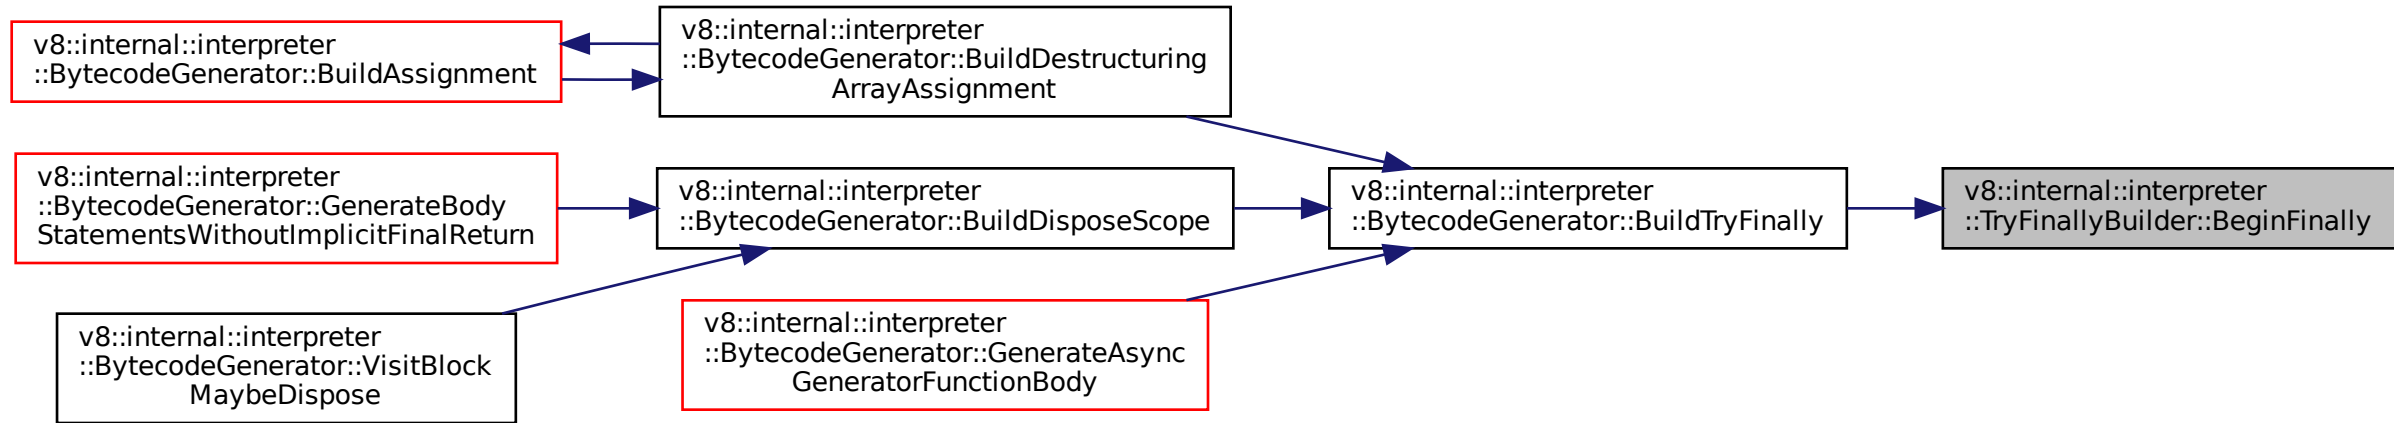 v8::internal::interpreter
::BytecodeGenerator::BuildAssignment
v8::internal::interpreter
::BytecodeGenerator::BuildDestructuring
ArrayAssignment
v8::internal::interpreter
::BytecodeGenerator::GenerateBody
StatementsWithoutImplicitFinalReturn
v8::internal::interpreter
::BytecodeGenerator::BuildDisposeScope
v8::internal::interpreter
::BytecodeGenerator::BuildTryFinally
v8::internal::interpreter
::TryFinallyBuilder::BeginFinally
v8::internal::interpreter
::BytecodeGenerator::VisitBlock
MaybeDispose
v8::internal::interpreter
::BytecodeGenerator::GenerateAsync
GeneratorFunctionBody